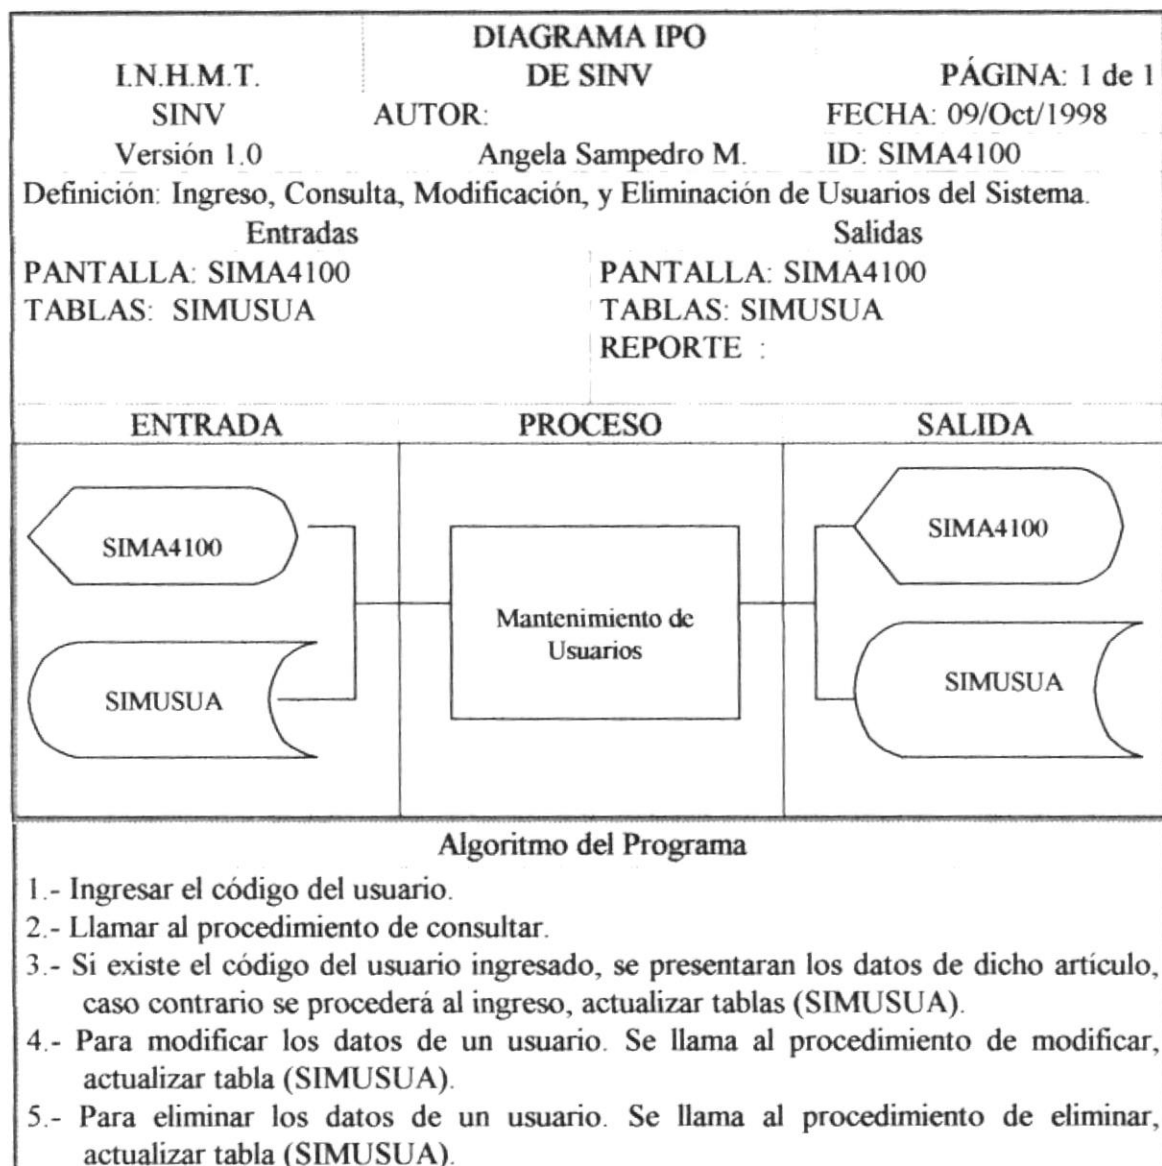 DIAGRAMA IPO
I.N.H.M.T. DE SINV PÁGINA: 1 de 1
SINV AUTOR: FECHA: 09/Oct/1998
Versión 1.0 Angela Sampedro M. ID: SIMA4100
Definición: Ingreso, Consulta, Modificación, y Eliminación de Usuarios del Sistema.
Entradas Salidas
PANTALLA: SIMA4100 PANTALLA: SIMA4100
TABLAS: SIMUSUA TABLAS: SIMUSUA
REPORTE :
ENTRADA PROCESO SALIDA
SIMA4100
SIMUSUA
Mantenimiento de
Usuarios
SIMA4100
SIMUSUA
Algoritmo del Programa
1.- Ingresar el código del usuario.
2.- Llamar al procedimiento de consultar.
3.- Si existe el código del usuario ingresado, se presentaran los datos de dicho artículo,
caso contrario se procederá al ingreso, actualizar tablas (SIMUSUA).
4.- Para modificar los datos de un usuario. Se llama al procedimiento de modificar,
actualizar tabla (SIMUSUA).
5.- Para eliminar los datos de un usuario. Se llama al procedimiento de eliminar,
actualizar tabla (SIMUSUA).